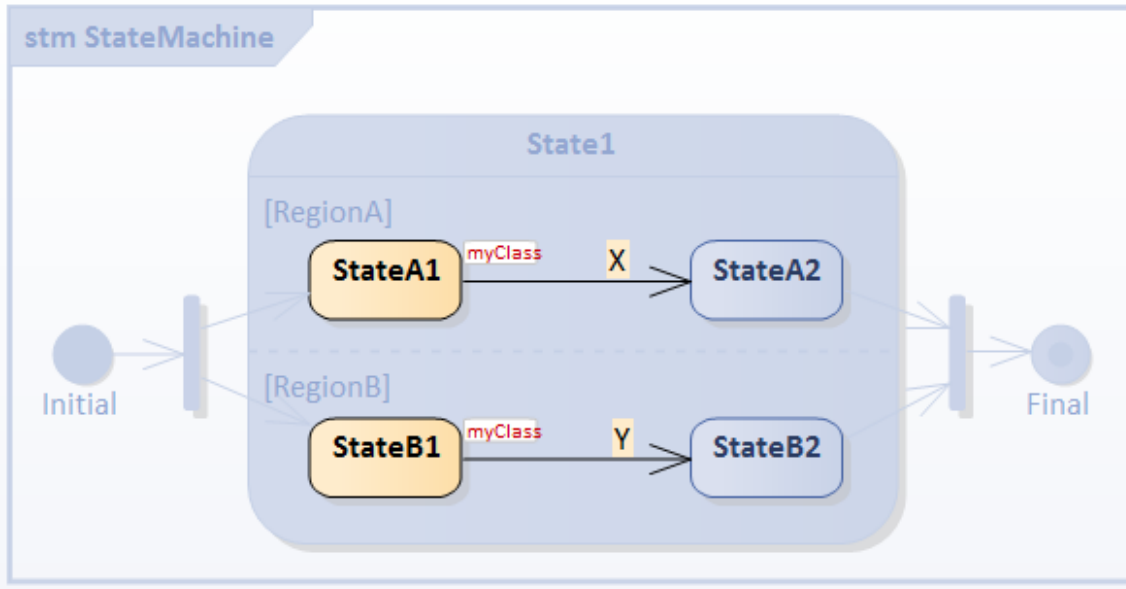 stm StateMachine
State1
[RegionA]
StateA1
myClass
X
StateA2
Initial
[RegionB]
StateB1
myClass
Y
StateB2
Final